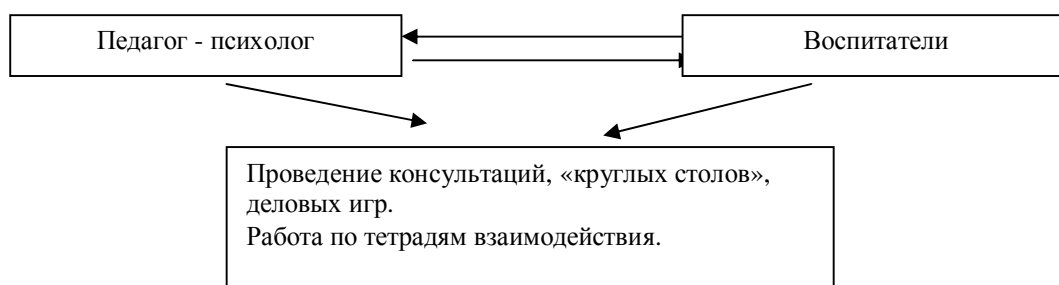 Педагог - психолог
Воспитатели
Проведение консультаций, «круглых столов»,
деловых игр.
Работа по тетрадям взаимодействия.